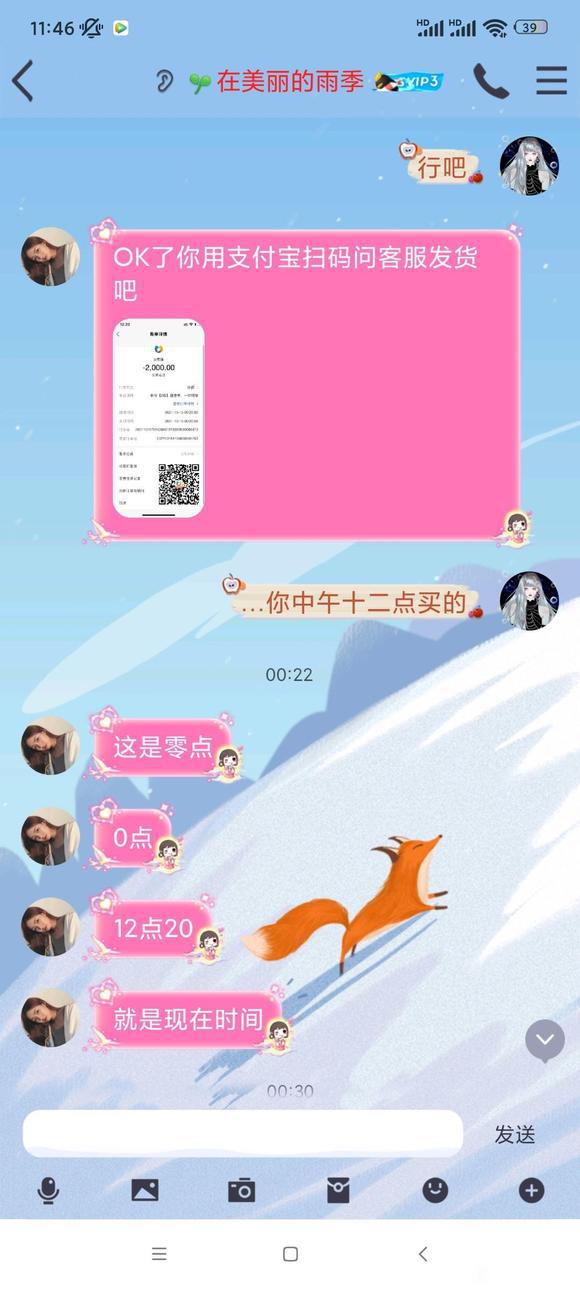 11:46
HD
HD
39
在美丽的雨季
SVIP3
行吧
OK了你用支付宝扫码问客服发货
吧
账单详情
-2,000.00
...你中午十二点买的
00:22
这是零点
0点
12点20
就是现在时间
00:30
发送